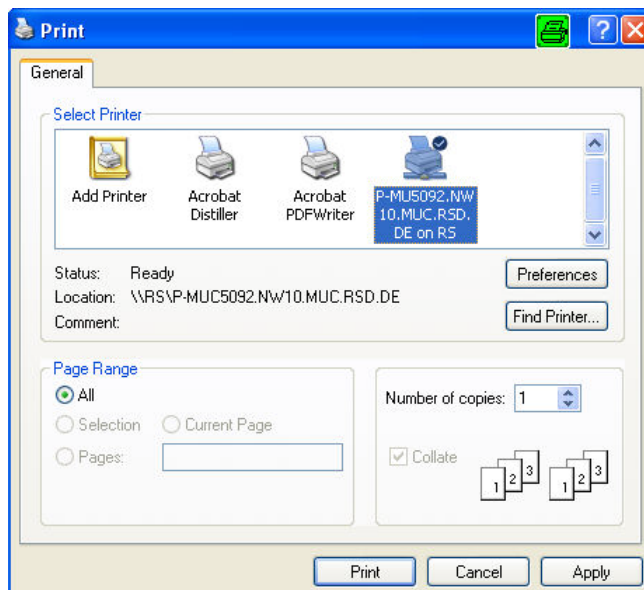 Print
General
Select Printer
Add Printer
Acrobat
Distiller
Acrobat
PDFWriter
P-MU5092.NW
10.MUC.RSD.
DE on RS
Status: Ready
Location: \\RS\P-MUC5092.NW10.MUC.RSD.DE
Comment:
Preferences
Find Printer...
Page Range
All
Selection
Current Page
Pages:
Number of copies: 1
Collate
1 2 3 1 2 3
Print
Cancel
Apply